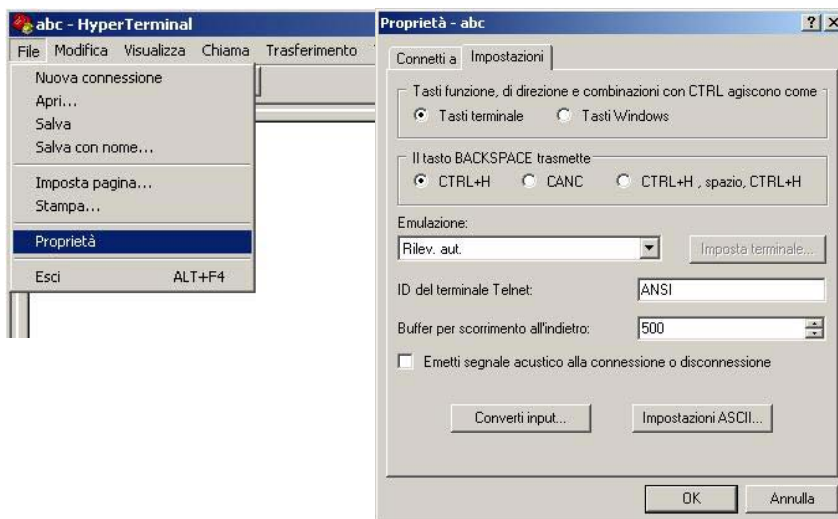 abc - HyperTerminal
File Modifica Visualizza Chiama Trasferimento
Nuova connessione
Apri...
Salva
Salva con nome...
Imposta pagina...
Stampa...
Proprietà
Esci ALT+F4
Proprietà - abc
Connetti a Impostazioni
Tasti funzione, di direzione e combinazioni con CTRL agiscono come
Tasti terminale Tasti Windows
Il tasto BACKSPACE trasmette
CTRL+H CANC CTRL+H , spazio, CTRL+H
Emulazione:
Rilev. aut. Imposta terminale...
ID del terminale Telnet: ANSI
Buffer per scorrimento all'indietro: 500
Emetti segnale acustico alla connessione o disconnessione
Converti input... Impostazioni ASCII...
OK Annulla